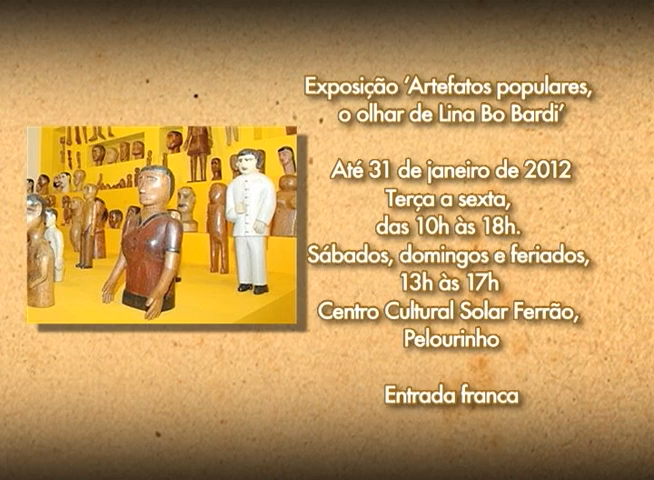 Exposição 'Artefatos populares,
o olhar de Lina Bo Bardi'
Até 31 de janeiro de 2012
Terça a sexta,
das 10h às 18h.
Sábados, domingos e feriados,
13h às 17h
Centro Cultural Solar Ferrão,
Pelourinho
Entrada franca